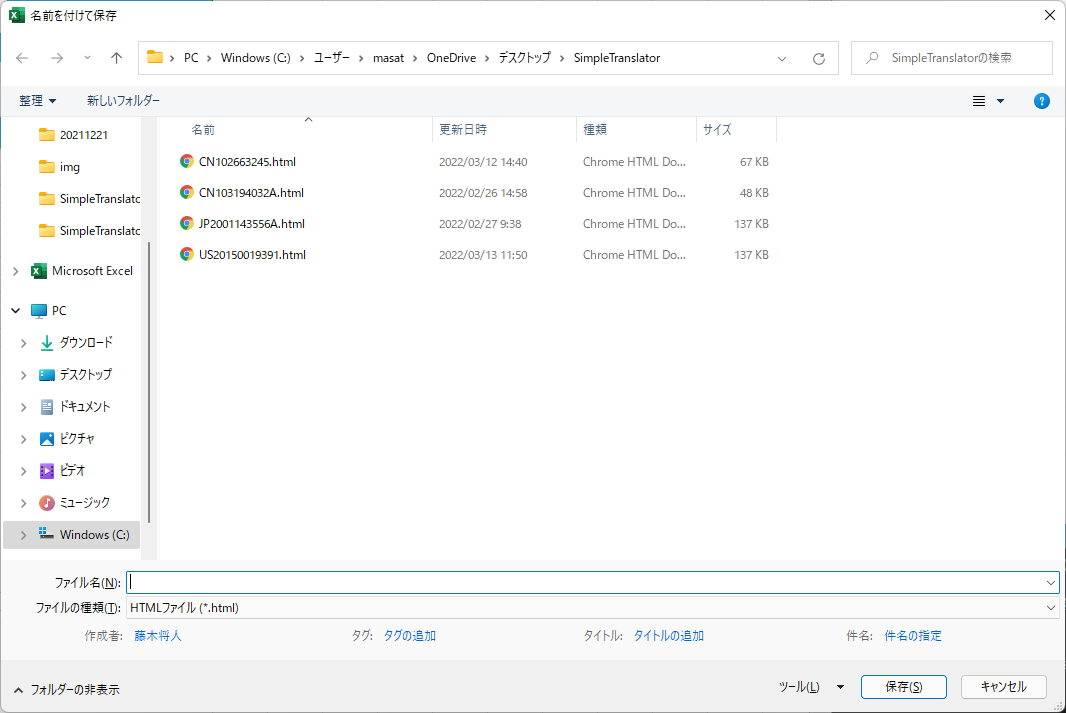 名前を付けて保存
PC › Windows (C:) › ユーザー › masat › OneDrive › デスクトップ › SimpleTranslator
SimpleTranslatorの検索
整理
新しいフォルダー
20211221
img
SimpleTranslatc
SimpleTranslatc
Microsoft Excel
PC
ダウンロード
デスクトップ
ドキュメント
ピクチャ
ビデオ
ミュージック
Windows (C:)
名前 更新日時 種類 サイズ
CN102663245.html 2022/03/12 14:40 Chrome HTML Do... 67 KB
CN103194032A.html 2022/02/26 14:58 Chrome HTML Do... 48 KB
JP2001143556A.html 2022/02/27 9:38 Chrome HTML Do... 137 KB
US20150019391.html 2022/03/13 11:50 Chrome HTML Do... 137 KB
ファイル名(N):
ファイルの種類(T): HTMLファイル (*.html)
作成者: 藤木将人 タグ: タグの追加 タイトル: タイトルの追加 件名: 件名の指定
フォルダーの非表示
ツール(L) 保存(S) キャンセル